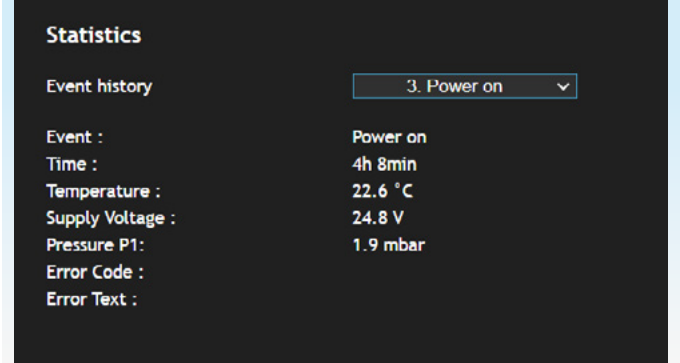 Statistics
Event history 3. Power on
Event : Power on
Time : 4h 8min
Temperature : 22.6 °C
Supply Voltage : 24.8 V
Pressure P1: 1.9 mbar
Error Code :
Error Text :